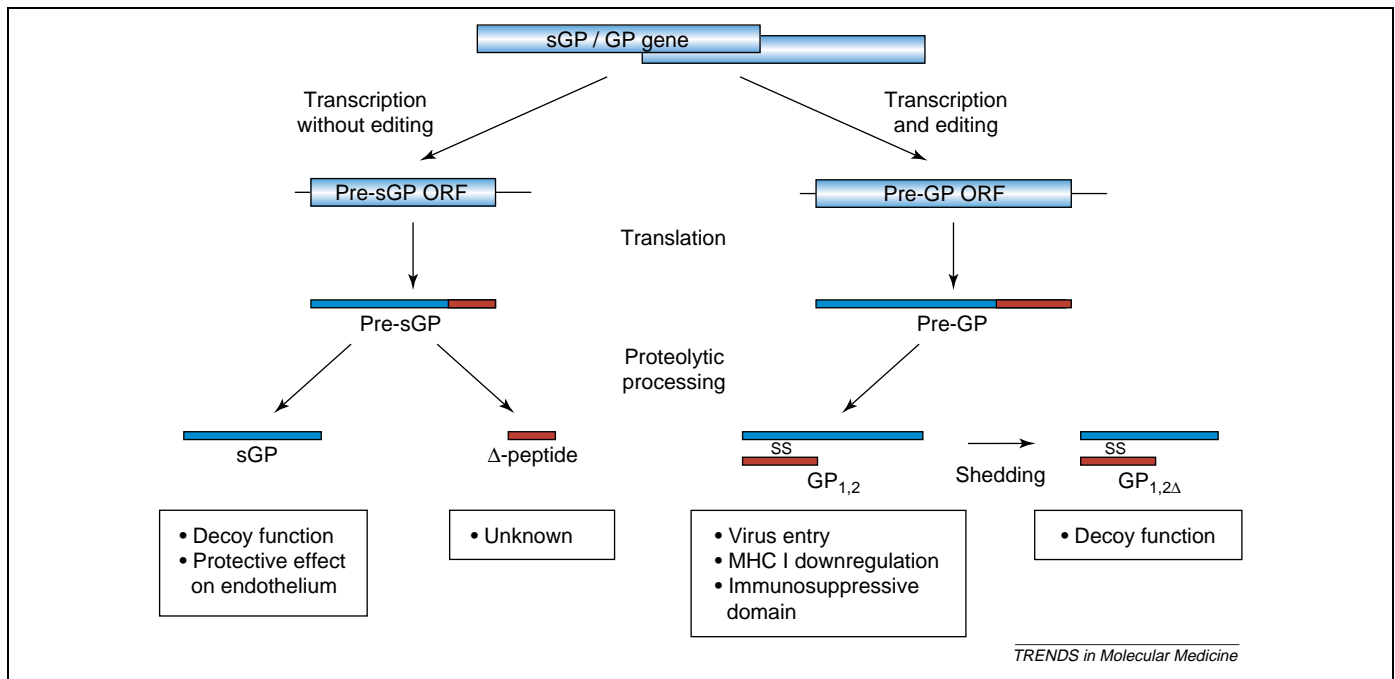 sGP / GP gene
Transcription
without editing
Transcription
and editing
Pre-sGP ORF
Pre-GP ORF
Translation
Pre-sGP
Pre-GP
Proteolytic
processing
sGP
Δ-peptide
SS
GP1,2
Shedding
SS
GP1,2Δ
• Decoy function
• Protective effect
on endothelium
• Unknown
• Virus entry
• MHC I downregulation
• Immunosuppressive
domain
• Decoy function
TRENDS in Molecular Medicine